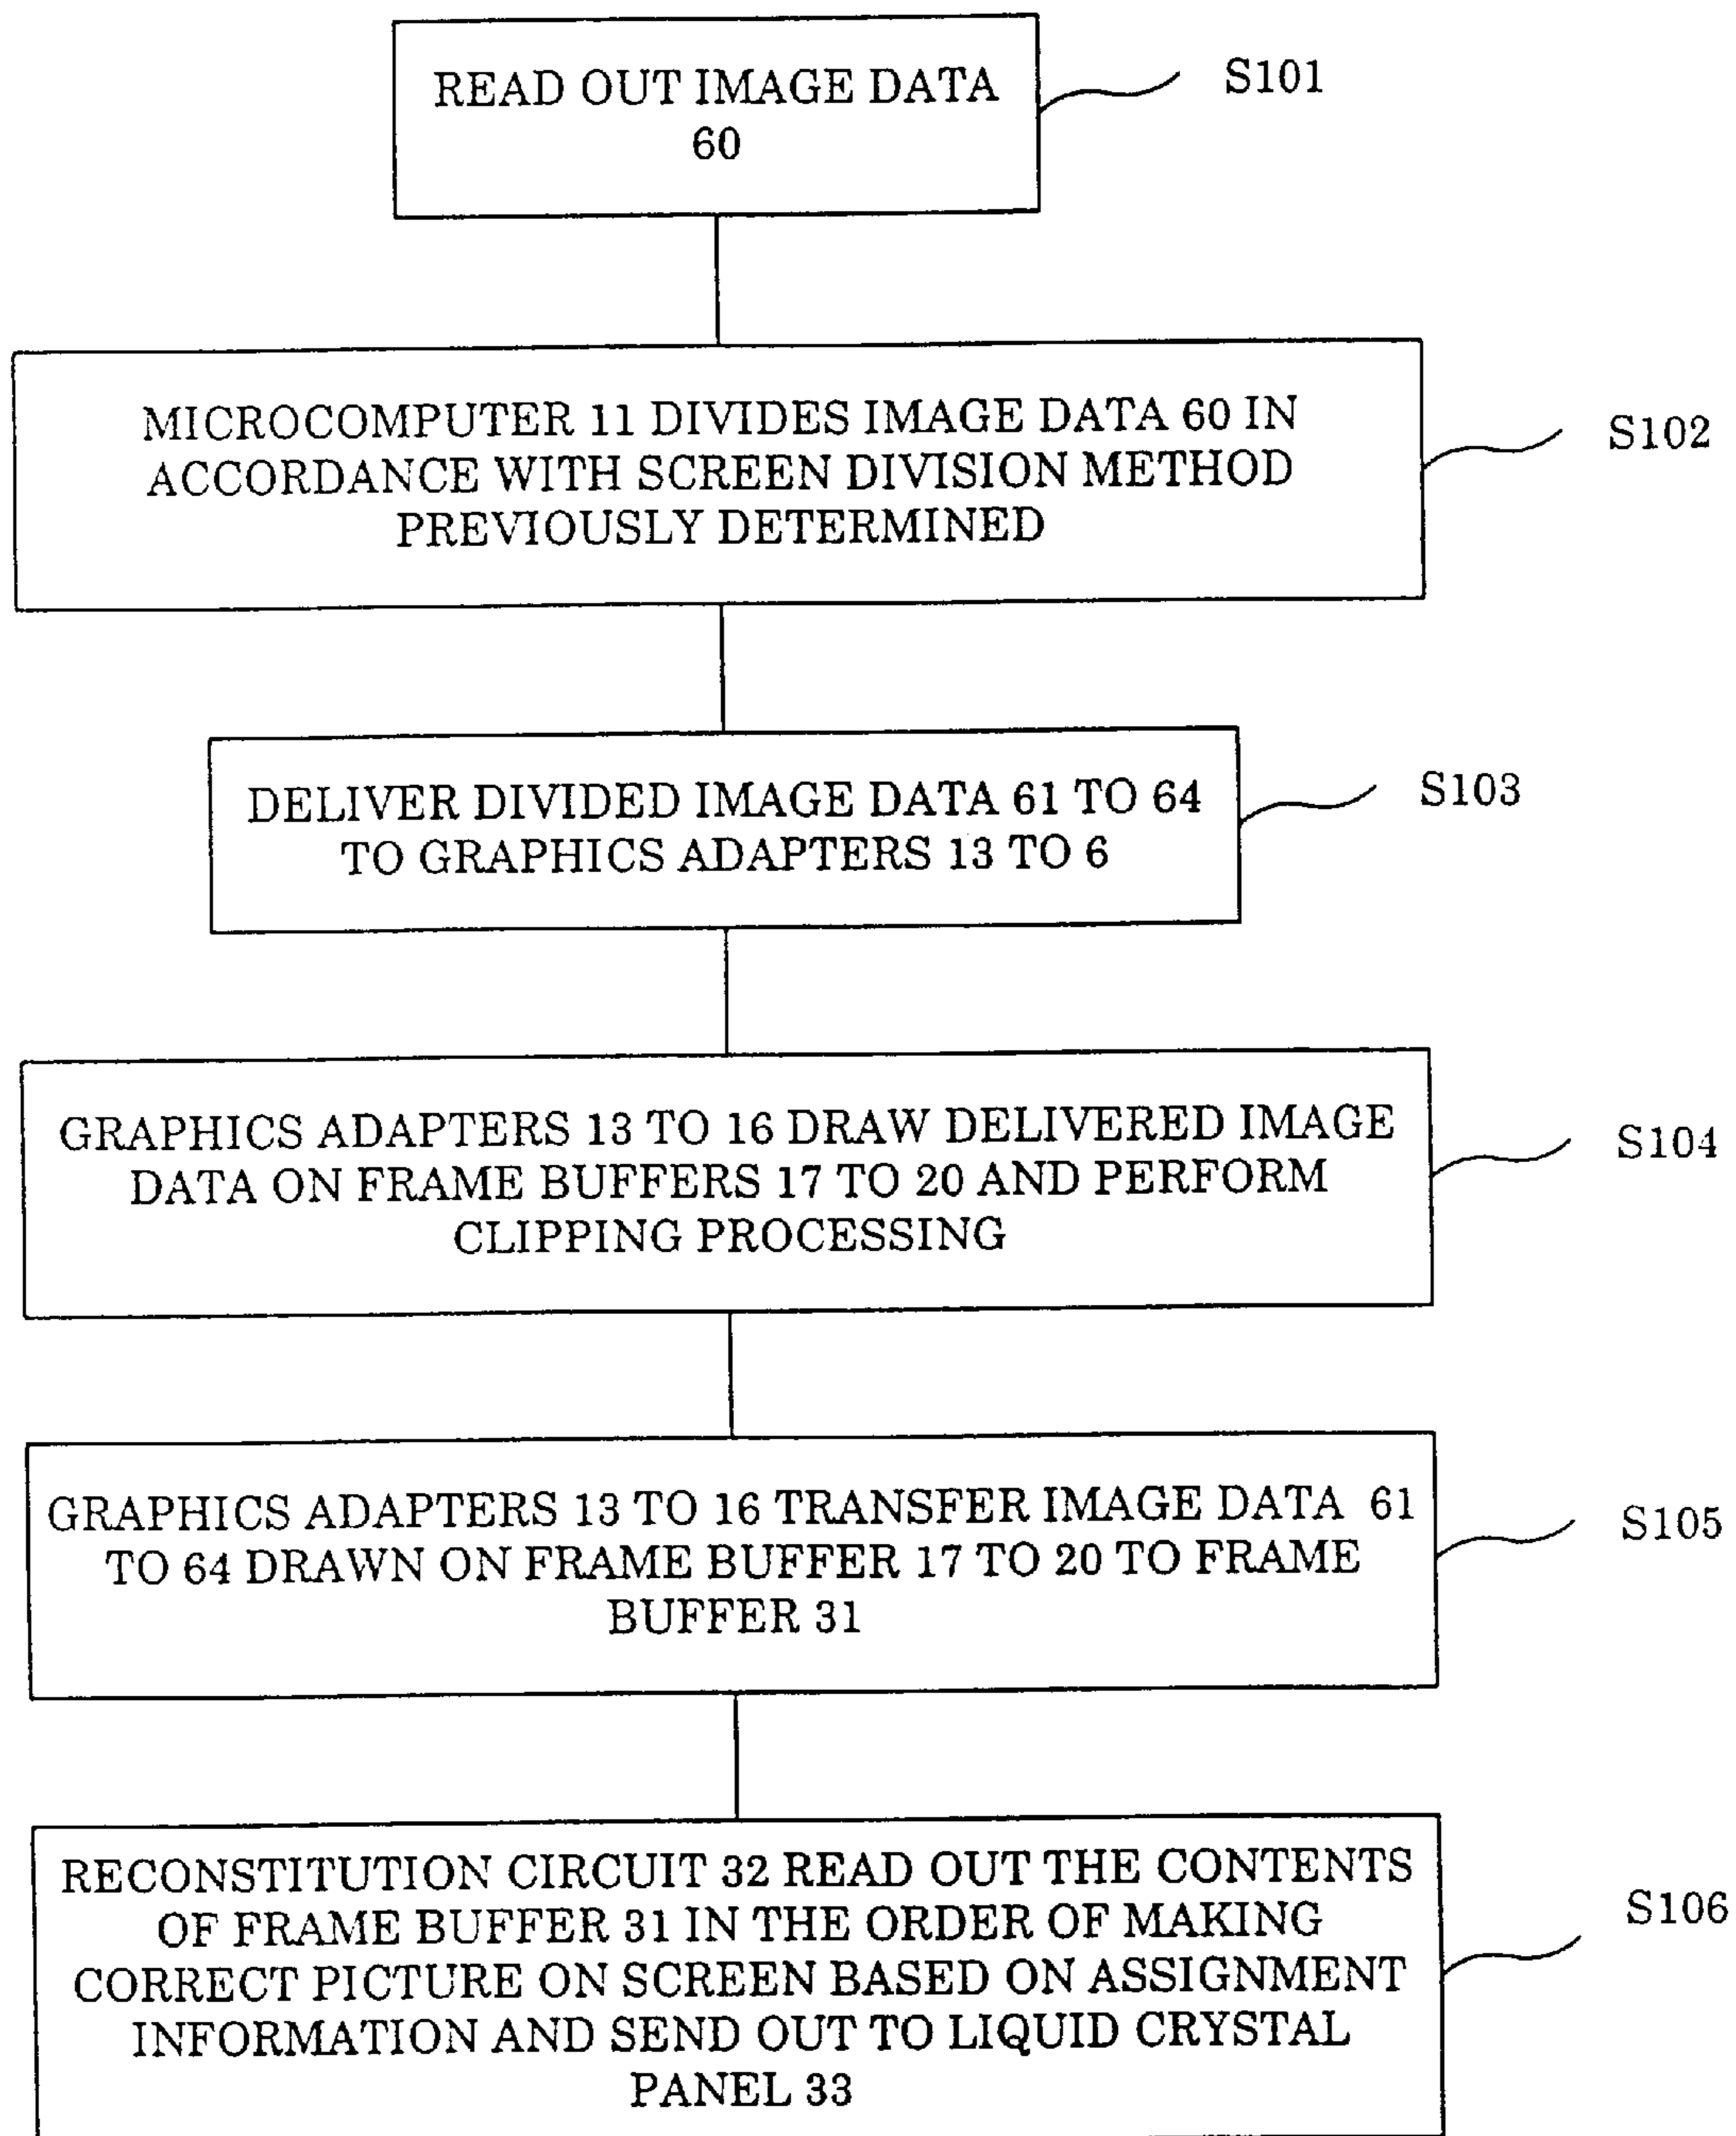 READ OUT IMAGE DATA
60
S101
MICROCOMPUTER 11 DIVIDES IMAGE DATA 60 IN
ACCORDANCE WITH SCREEN DIVISION METHOD
PREVIOUSLY DETERMINED
S102
DELIVER DIVIDED IMAGE DATA 61 TO 64
TO GRAPHICS ADAPTERS 13 TO 6
S103
GRAPHICS ADAPTERS 13 TO 16 DRAW DELIVERED IMAGE
DATA ON FRAME BUFFERS 17 TO 20 AND PERFORM
CLIPPING PROCESSING
S104
GRAPHICS ADAPTERS 13 TO 16 TRANSFER IMAGE DATA 61
TO 64 DRAWN ON FRAME BUFFER 17 TO 20 TO FRAME
BUFFER 31
S105
RECONSTITUTION CIRCUIT 32 READ OUT THE CONTENTS
OF FRAME BUFFER 31 IN THE ORDER OF MAKING
CORRECT PICTURE ON SCREEN BASED ON ASSIGNMENT
INFORMATION AND SEND OUT TO LIQUID CRYSTAL
PANEL 33
S106